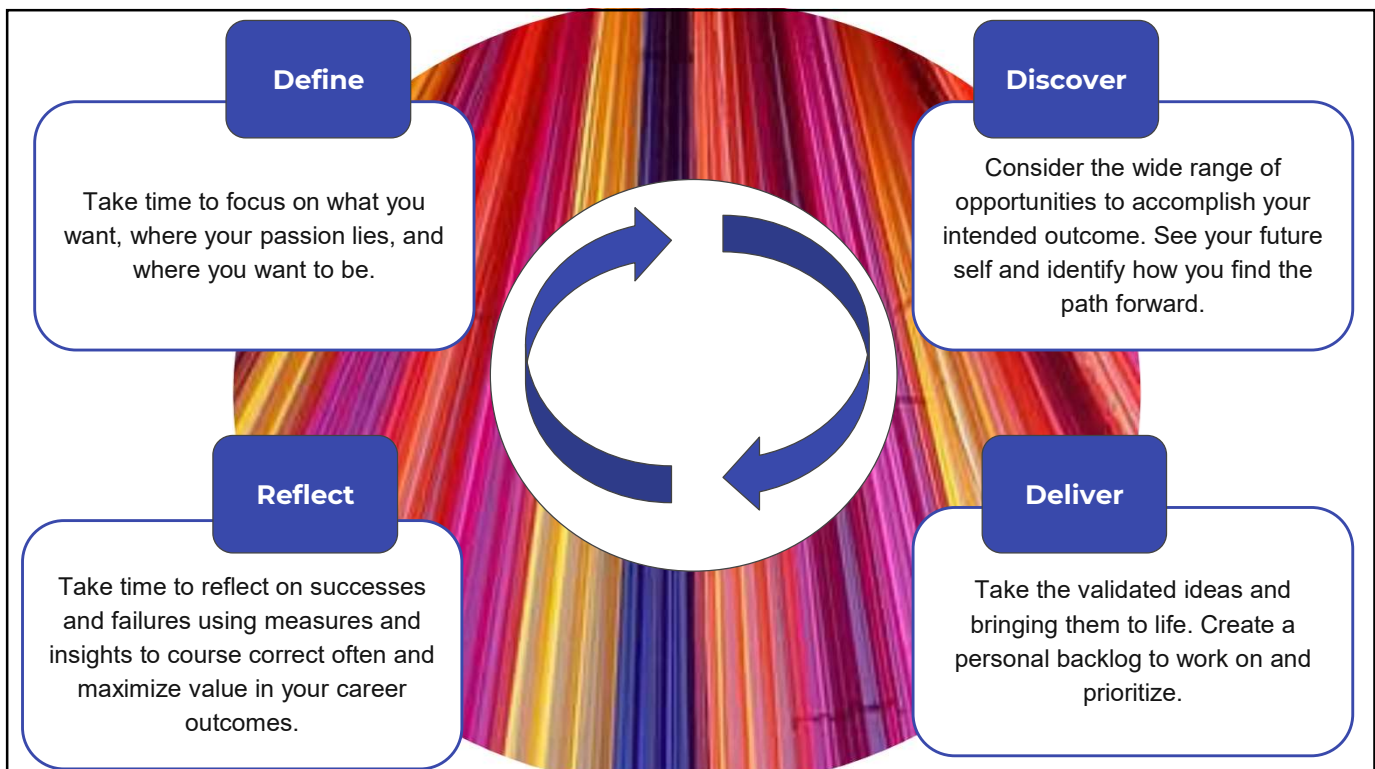 Define
Take time to focus on what you
want, where your passion lies, and
where you want to be.
Discover
Consider the wide range of
opportunities to accomplish your
intended outcome. See your future
self and identify how you find the
path forward.
Reflect
Take time to reflect on successes
and failures using measures and
insights to course correct often and
maximize value in your career
outcomes.
Deliver
Take the validated ideas and
bringing them to life. Create a
personal backlog to work on and
prioritize.